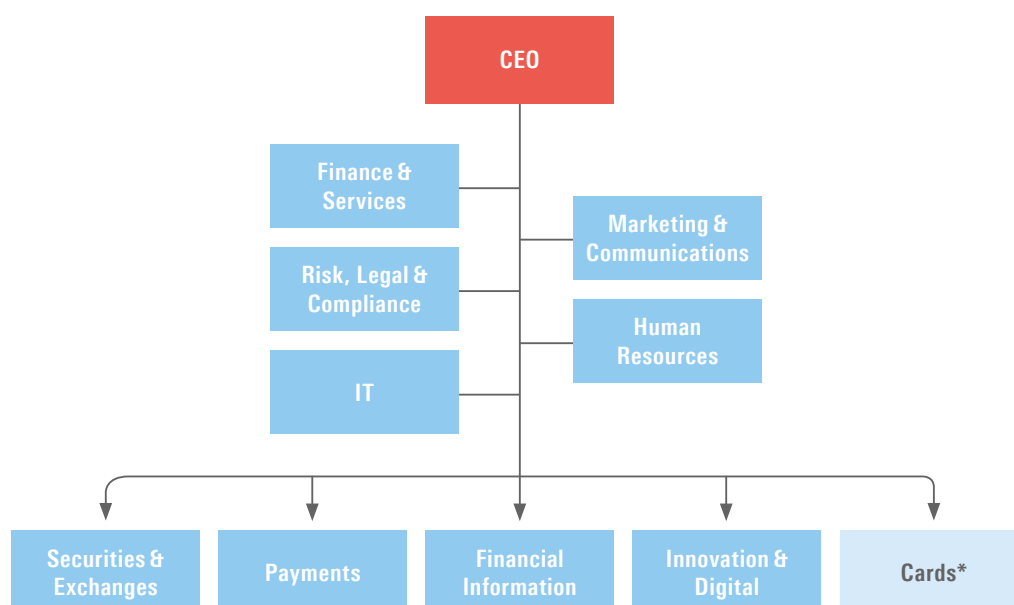 CEO
Finance &
Services
Marketing &
Communications
Risk, Legal &
Compliance
Human
Resources
IT
Securities &
Exchanges
Payments
Financial
Information
Innovation &
Digital
Cards*